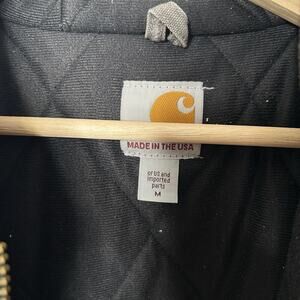 MADE IN THE USA
of US and
imported
parts
M